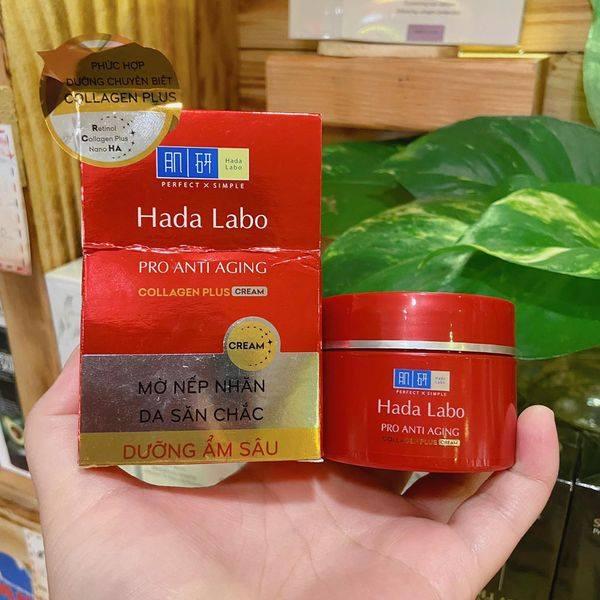 PHỨC HỢP
DƯỠNG CHUYÊN BIỆT
COLLAGEN PLUS
Retinol
Collagen Plus
Nano HA
肌研
Hada
Labo
PERFECT × SIMPLE
Hada Labo
PRO ANTI AGING
COLLAGEN PLUS CREAM
CREAM
MỜ NẾP NHĂN
DA SĂN CHẮC
DƯỠNG ẨM SÂU
肌研
Hada
Labo
PERFECT × SIMPLE
Hada Labo
PRO ANTI AGING
COLLAGEN PLUS CREAM